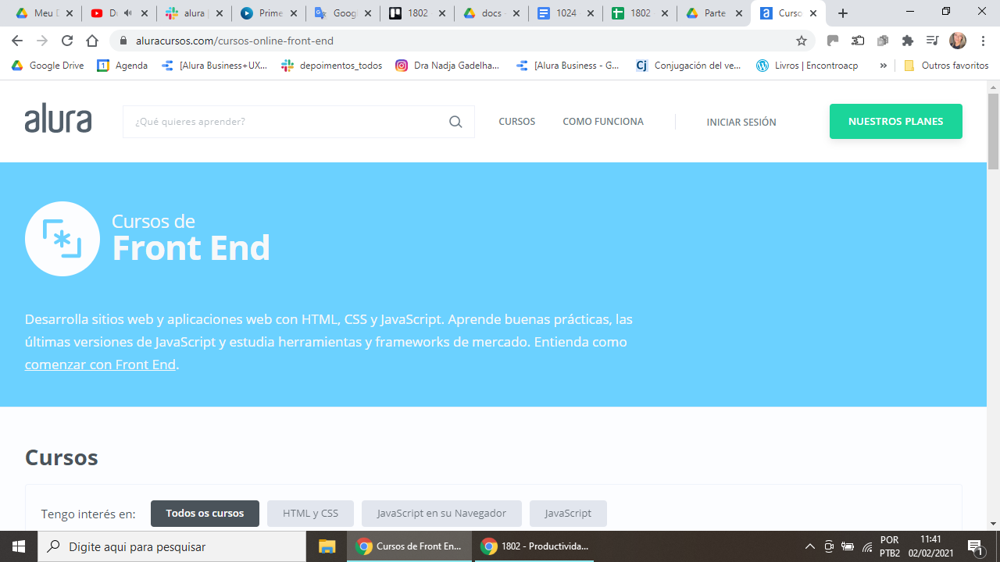 Meu D
Du
alura |
Prime
Goog
1802
docs
1024
1802
Parte
Curso
aluracursos.com/cursos-online-front-end
Google Drive
Agenda
[Alura Business+UX...
depoimentos_todos
Dra Nadja Gadelha...
[Alura Business - G...
Cj
Conjugación del ve...
Livros | Encontroacp
»
Outros favoritos
alura
¿Qué quieres aprender?
CURSOS
COMO FUNCIONA
INICIAR SESIÓN
NUESTROS PLANES
Cursos de
Front End
Desarrolla sitios web y aplicaciones web con HTML, CSS y JavaScript. Aprende buenas prácticas, las
últimas versiones de JavaScript y estudia herramientas y frameworks de mercado. Entienda como
comenzar con Front End.
Cursos
Tengo interés en:
Todos os cursos
HTML y CSS
JavaScript en su Navegador
JavaScript
Digite aqui para pesquisar
Cursos de Front En...
1802 - Productivida...
POR
PTB2
11:41
02/02/2021
1